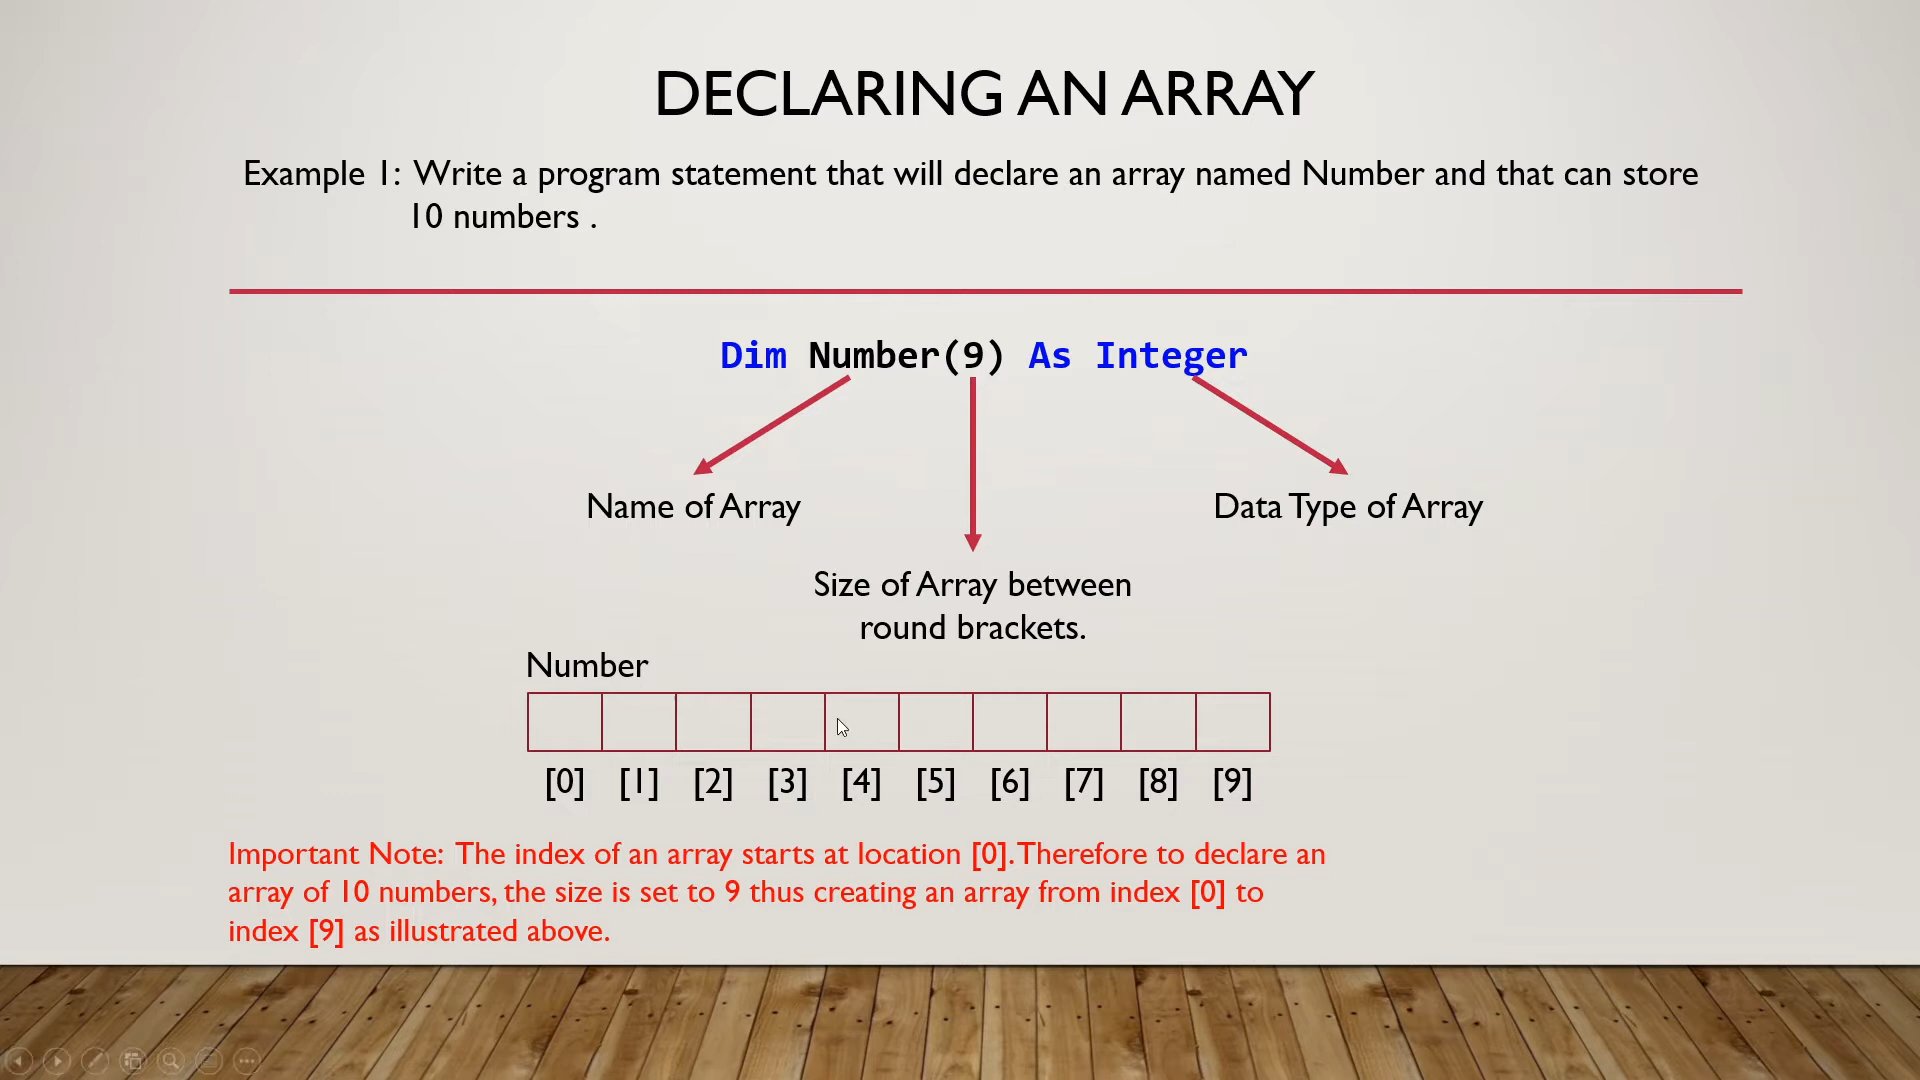 DECLARING AN ARRAY
Example 1: Write a program statement that will declare an array named Number and that can store
10 numbers .
Dim Number(9) As Integer
Name of Array
Data Type of Array
Size of Array between
round brackets.
Number
[0] [1] [2] [3] [4] [5] [6] [7] [8] [9]
Important Note: The index of an array starts at location [0]. Therefore to declare an
array of 10 numbers, the size is set to 9 thus creating an array from index [0] to
index [9] as illustrated above.